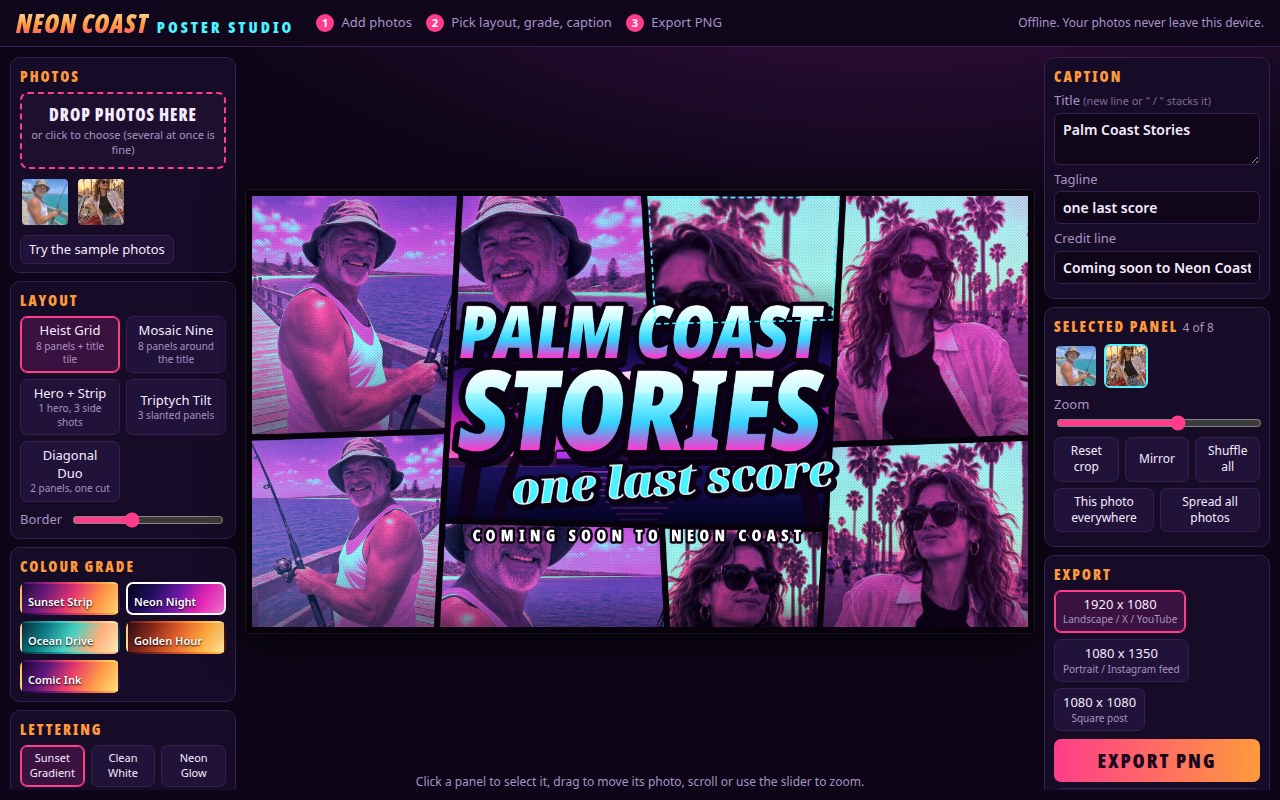 NEON COAST POSTER STUDIO
1 Add photos 2 Pick layout, grade, caption 3 Export PNG
Offline. Your photos never leave this device.
PHOTOS
DROP PHOTOS HERE
or click to choose (several at once is
fine)
Try the sample photos
LAYOUT
Heist Grid
8 panels + title
tile
Mosaic Nine
8 panels around
the title
Hero + Strip
1 hero, 3 side
shots
Triptych Tilt
3 slanted panels
Diagonal
Duo
2 panels, one cut
Border
COLOUR GRADE
Sunset Strip
Neon Night
Ocean Drive
Golden Hour
Comic Ink
LETTERING
Sunset
Gradient
Clean
White
Neon
Glow
PALM COAST
STORIES
one last score
COMING SOON TO NEON COAST
Click a panel to select it, drag to move its photo, scroll or use the slider to zoom.
CAPTION
Title (new line or " / " stacks it)
Palm Coast Stories
Tagline
one last score
Credit line
Coming soon to Neon Coast
SELECTED PANEL 4 of 8
Zoom
Reset
crop
Mirror
Shuffle
all
This photo
everywhere
Spread all
photos
EXPORT
1920 x 1080
Landscape / X / YouTube
1080 x 1350
Portrait / Instagram feed
1080 x 1080
Square post
EXPORT PNG